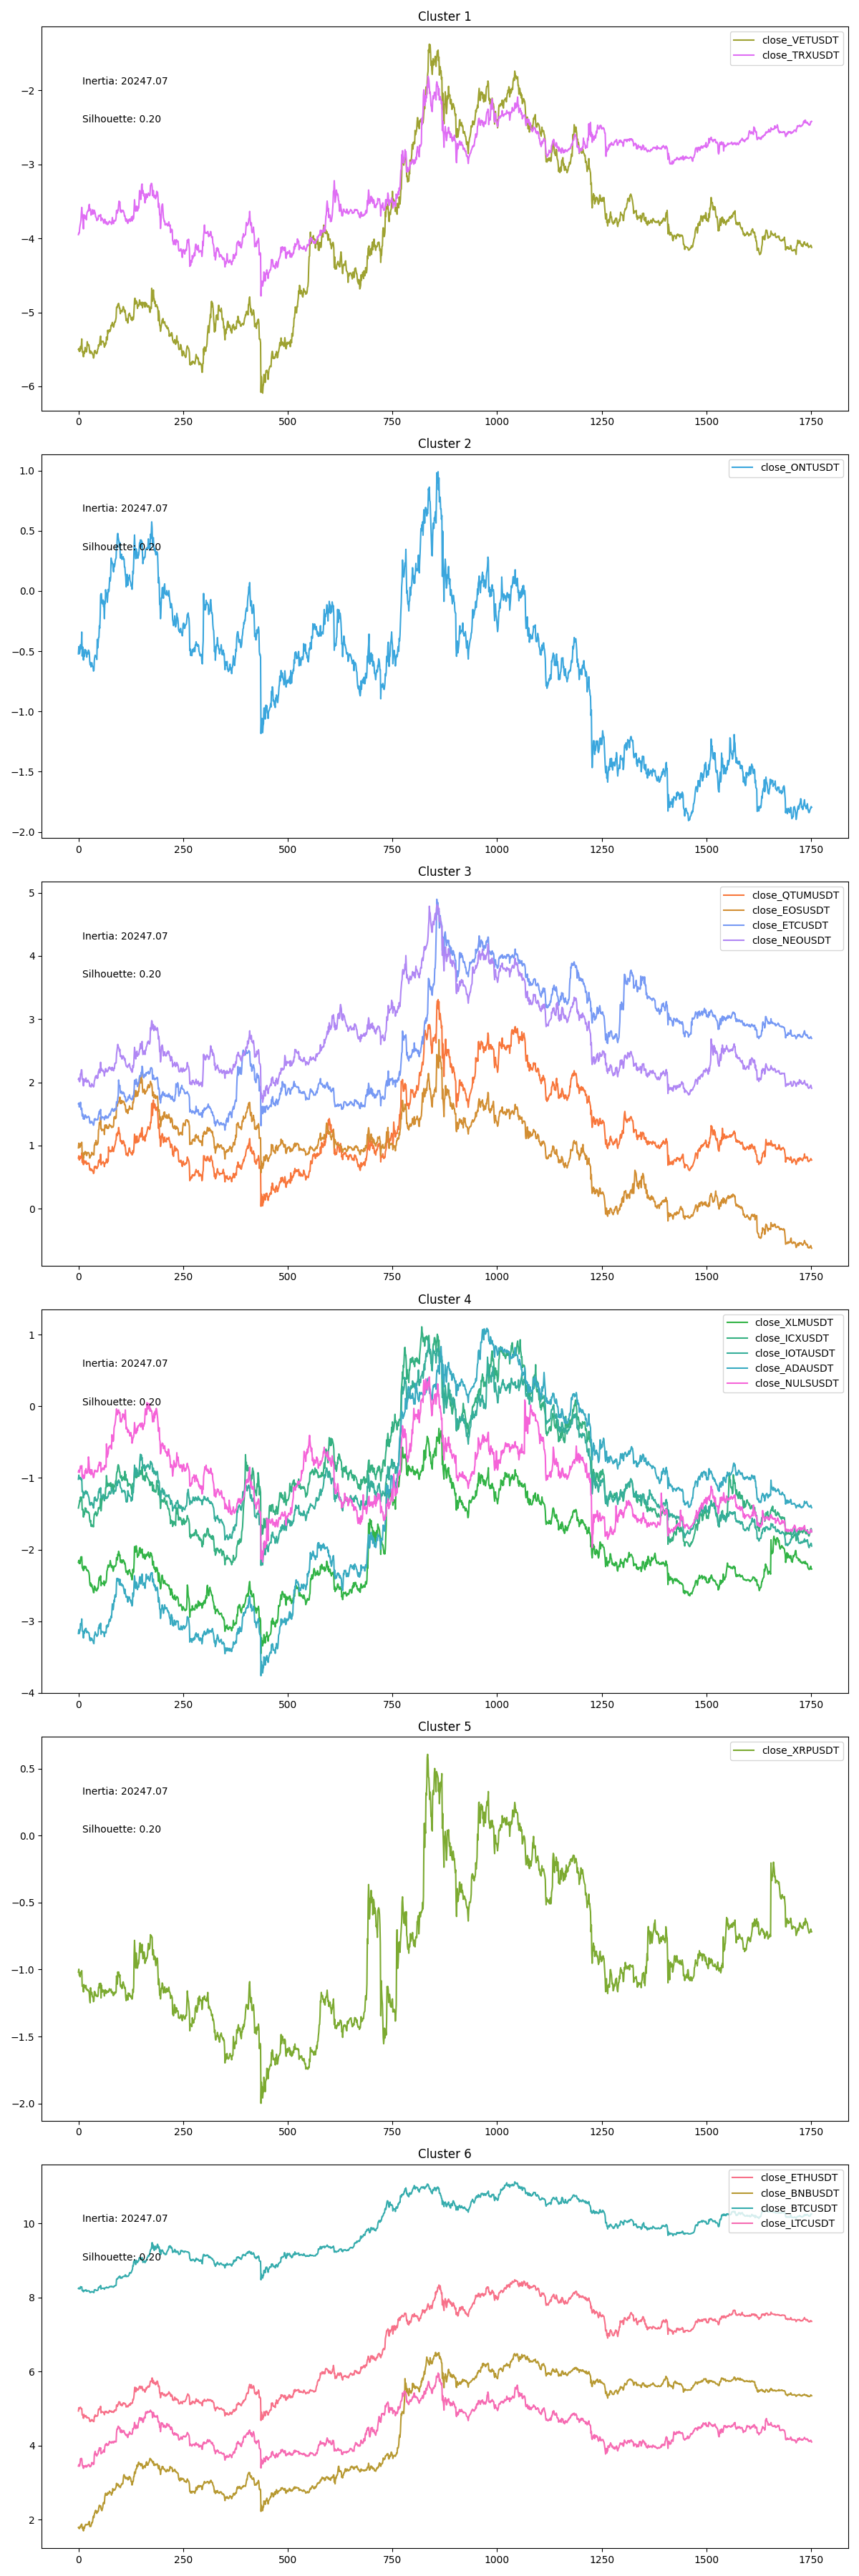 Cluster 1
close_VETUSDT
close_TRXUSDT
Inertia: 20247.07
Silhouette: 0.20
−2
−3
−4
−5
−6
0 250 500 750 1000 1250 1500 1750
Cluster 2
close_ONTUSDT
Inertia: 20247.07
Silhouette: 0.20
1.0
0.5
0.0
−0.5
−1.0
−1.5
−2.0
0 250 500 750 1000 1250 1500 1750
Cluster 3
close_QTUMUSDT
close_EOSUSDT
close_ETCUSDT
close_NEOUSDT
Inertia: 20247.07
Silhouette: 0.20
5
4
3
2
1
0
0 250 500 750 1000 1250 1500 1750
Cluster 4
close_XLMUSDT
close_ICXUSDT
close_IOTAUSDT
close_ADAUSDT
close_NULSUSDT
Inertia: 20247.07
Silhouette: 0.20
1
0
−1
−2
−3
−4
0 250 500 750 1000 1250 1500 1750
Cluster 5
close_XRPUSDT
Inertia: 20247.07
Silhouette: 0.20
0.5
0.0
−0.5
−1.0
−1.5
−2.0
0 250 500 750 1000 1250 1500 1750
Cluster 6
close_ETHUSDT
close_BNBUSDT
close_BTCUSDT
close_LTCUSDT
Inertia: 20247.07
Silhouette: 0.20
10
8
6
4
2
0 250 500 750 1000 1250 1500 1750